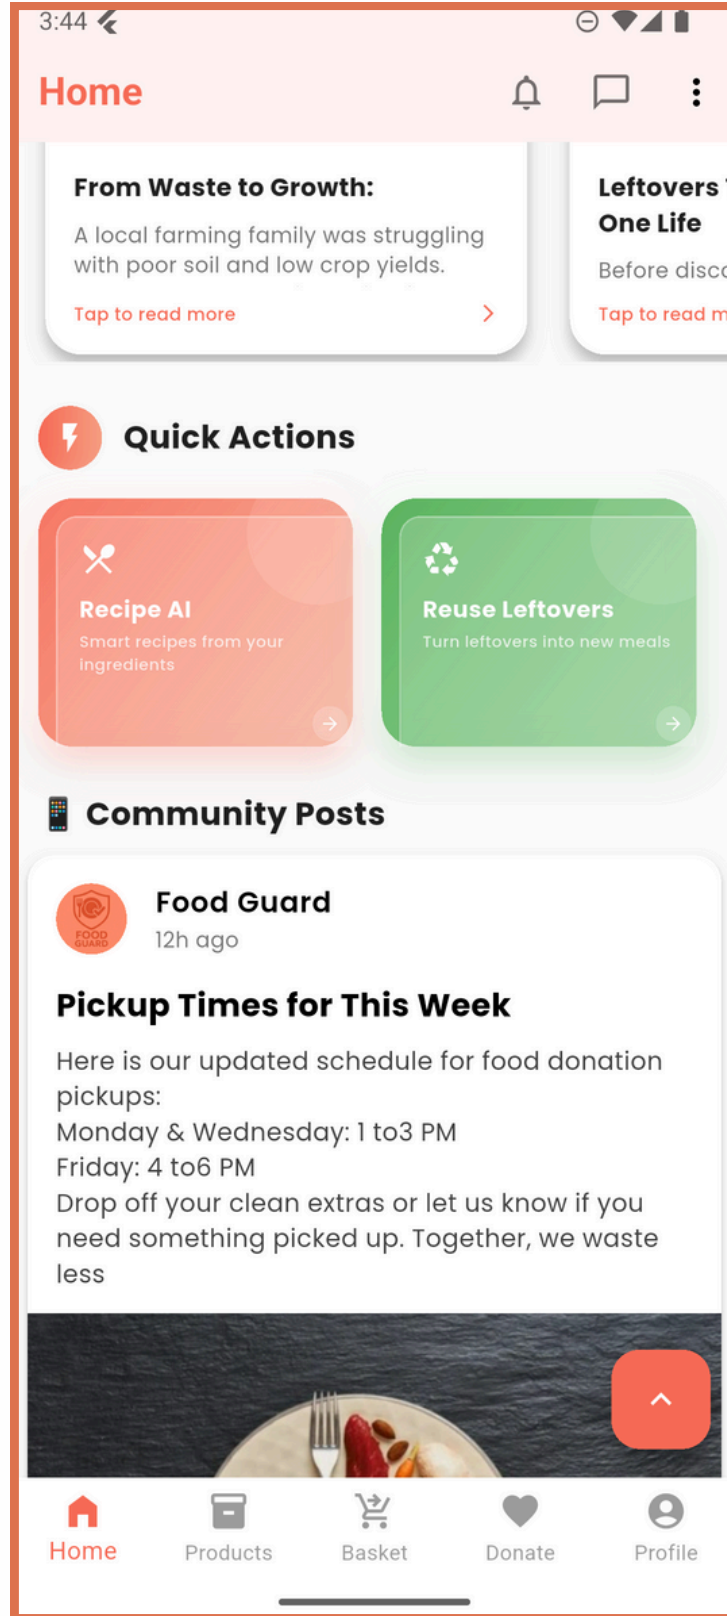 3:44
Home
From Waste to Growth:
A local farming family was struggling
with poor soil and low crop yields.
Tap to read more
Leftovers
One Life
Before disco
Tap to read m
Quick Actions
Recipe AI
Smart recipes from your
ingredients
Reuse Leftovers
Turn leftovers into new meals
Community Posts
FOOD
GUARD
Food Guard
12h ago
Pickup Times for This Week
Here is our updated schedule for food donation
pickups:
Monday & Wednesday: 1 to3 PM
Friday: 4 to6 PM
Drop off your clean extras or let us know if you
need something picked up. Together, we waste
less
Home
Products
Basket
Donate
Profile